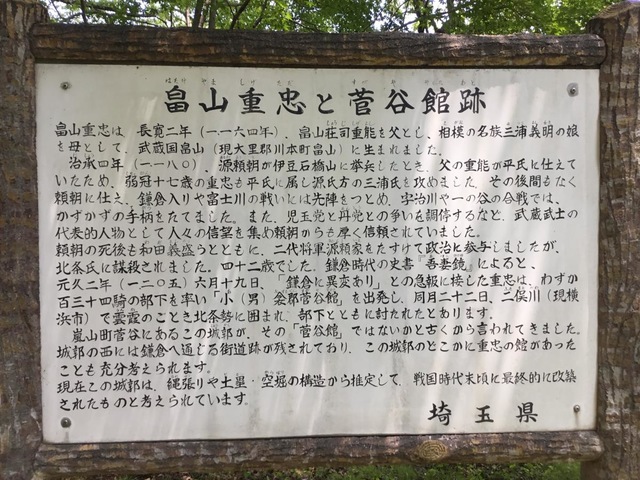 畠山重忠と菅谷館跡
畠山重忠は、長寛二年（一一六四年）、畠山荘司重能を父とし、相模の名族三浦義明の娘
を母として、武蔵国畠山（現大里郡川本町畠山）に生まれました。
治承四年（一一八〇）、源頼朝が伊豆石橋山に挙兵したとき、父の重能が平氏に仕えて
いたため、弱冠十七歳の重忠も平氏に属し源氏方の三浦氏を攻めました。その後間もなく
頼朝に仕え、鎌倉入りや富士川の戦いには先陣をつとめ、宇治川や一の谷の合戦では、
かずかずの手柄をたてました。また、児玉党と丹党との争いを調停するなど、武蔵武士の
代表的人物として人々の信望を集め頼朝からも厚く信頼されていました。
頼朝の死後も和田義盛らとともに、二代将軍源頼家をたすけて政治に参与しましたが、
北条氏に謀殺されました。四十二歳でした。鎌倉時代の史書『吾妻鏡』によると、
元久二年（一二〇五）六月十九日、「鎌倉に異変あり」との急報に接した重忠は、わずか
百三十四騎の部下を率い「小（男）衾郡菅谷館」を出発し、同月二十二日、二俣川（現横
浜市）で雲霞のごとき北条勢に囲まれ、部下とともに討たれたとあります。
嵐山町菅谷にあるこの城郭が、その「菅谷館」ではないかと古くから言われてきました。
城郭の西には鎌倉へ通じる街道跡が残されており、この城郭のどこかに重忠の館があった
ことも充分考えられます。
現在この城郭は、縄張りや土塁・空堀の構造から推定して、戦国時代末頃に最終的に改築
されたものと考えられています。
埼玉県